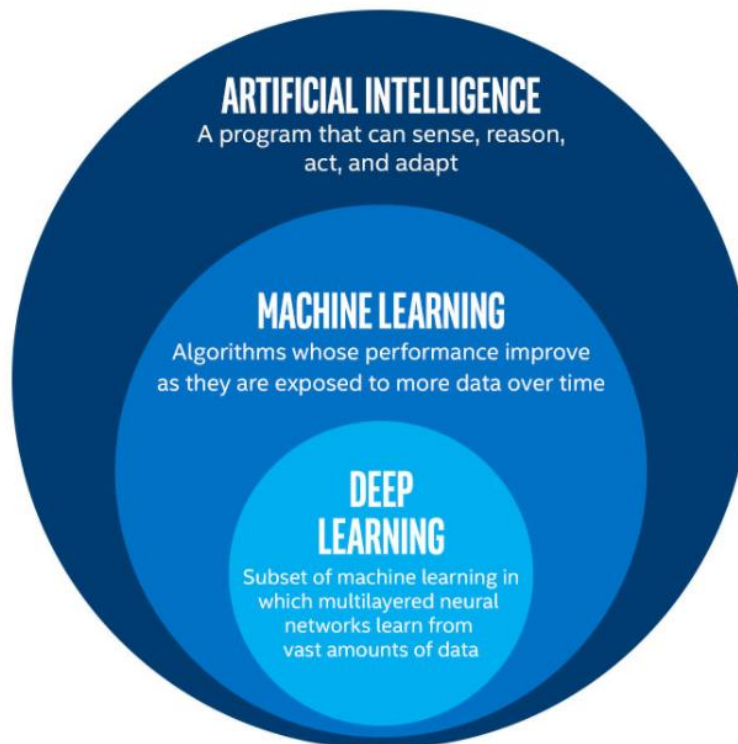 ARTIFICIAL INTELLIGENCE
A program that can sense, reason,
act, and adapt
MACHINE LEARNING
Algorithms whose performance improve
as they are exposed to more data over time
DEEP
LEARNING
Subset of machine learning in
which multilayered neural
networks learn from
vast amounts of data